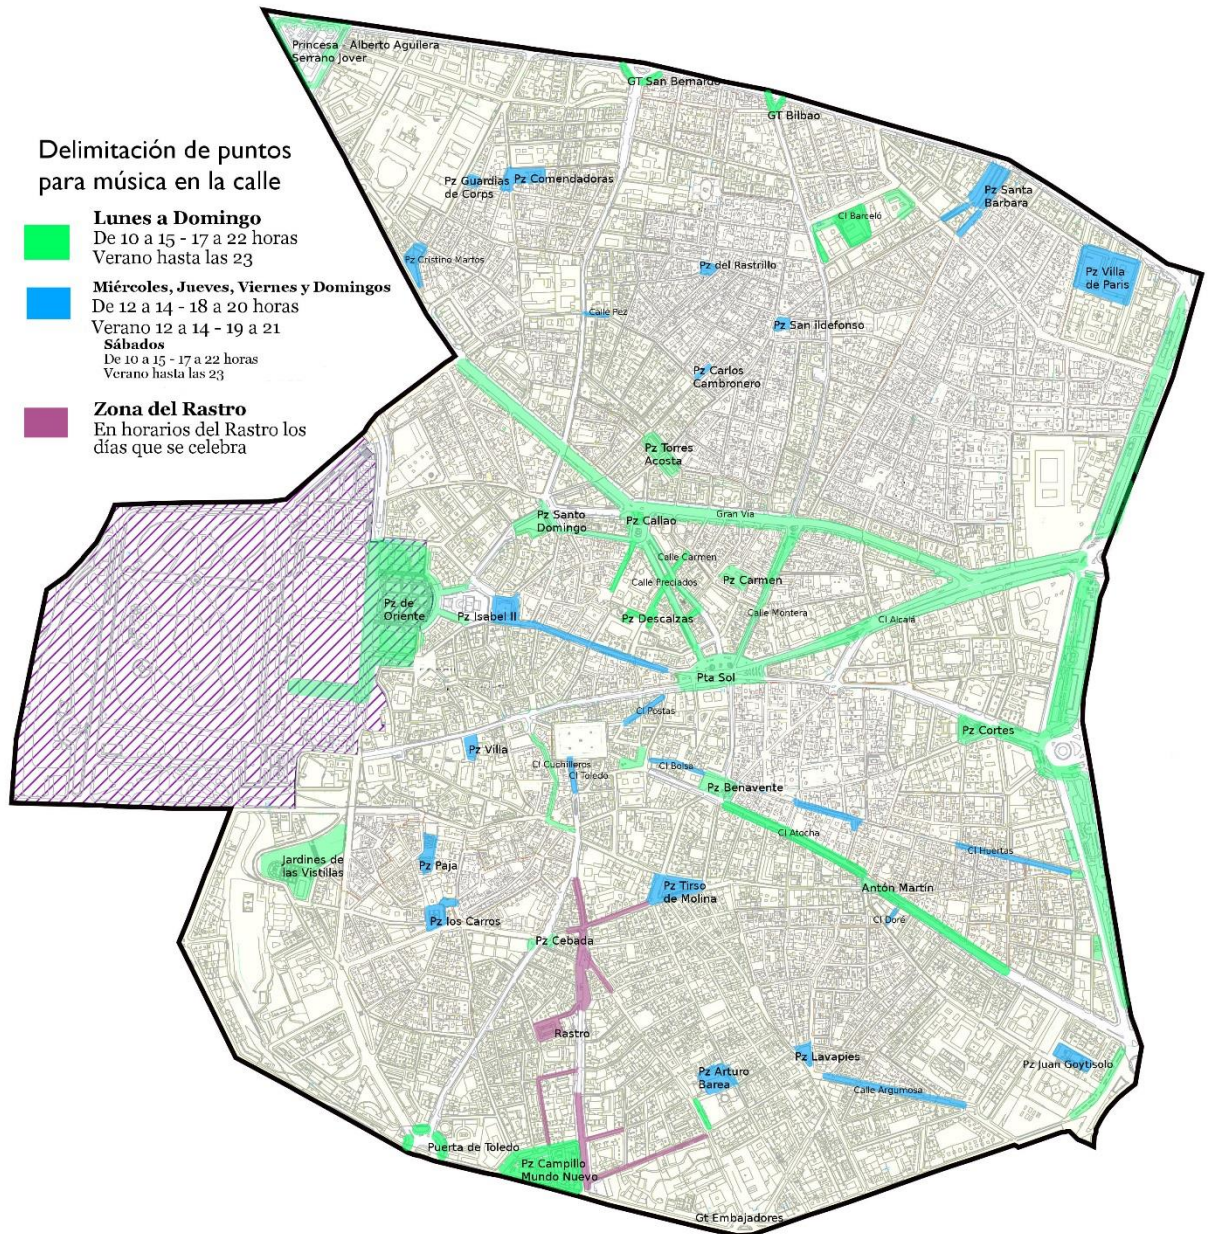 Princesa - Alberto Aguilera
Serrano Jover
GT San Bernardo
GT Bilbao
Delimitación de puntos
para música en la calle
Lunes a Domingo
De 10 a 15 - 17 a 22 horas
Verano hasta las 23
Miércoles, Jueves, Viernes y Domingos
De 12 a 14 - 18 a 20 horas
Verano 12 a 14 - 19 a 21
Sábados
De 10 a 15 - 17 a 22 horas
Verano hasta las 23
Zona del Rastro
En horarios del Rastro los
días que se celebra
Pz Guardias
de Corps
Pz Comendadoras
Pz Santa
Barbara
Cl Barceló
Pz Cristino Martos
Pz del Rastrillo
Pz Villa
de Paris
Calle Pez
Pz San ildefonso
Pz Carlos
Cambronero
Pz Torres
Acosta
Pz Santo
Domingo
Pz Callao
Gran Via
Calle Carmen
Calle Preciados
Pz Carmen
Pz de
Oriente
Pz Isabel II
Pz Descalzas
Calle Montera
Cl Alcalá
Pta Sol
Cl Postas
Pz Cortes
Pz Villa
Cl Cuchilleros
Cl Toledo
Cl Bolsa
Pz Benavente
Cl Atocha
Cl Huertas
Jardines de
las Vistillas
Pz Paja
Pz Tirso
de Molina
Antón Martín
Pz los Carros
Cl Doré
Pz Cebada
Rastro
Pz Lavapies
Pz Juan Goytisolo
Pz Arturo
Barea
Calle Argumosa
Puerta de Toledo
Pz Campillo
Mundo Nuevo
Gt Embajadores